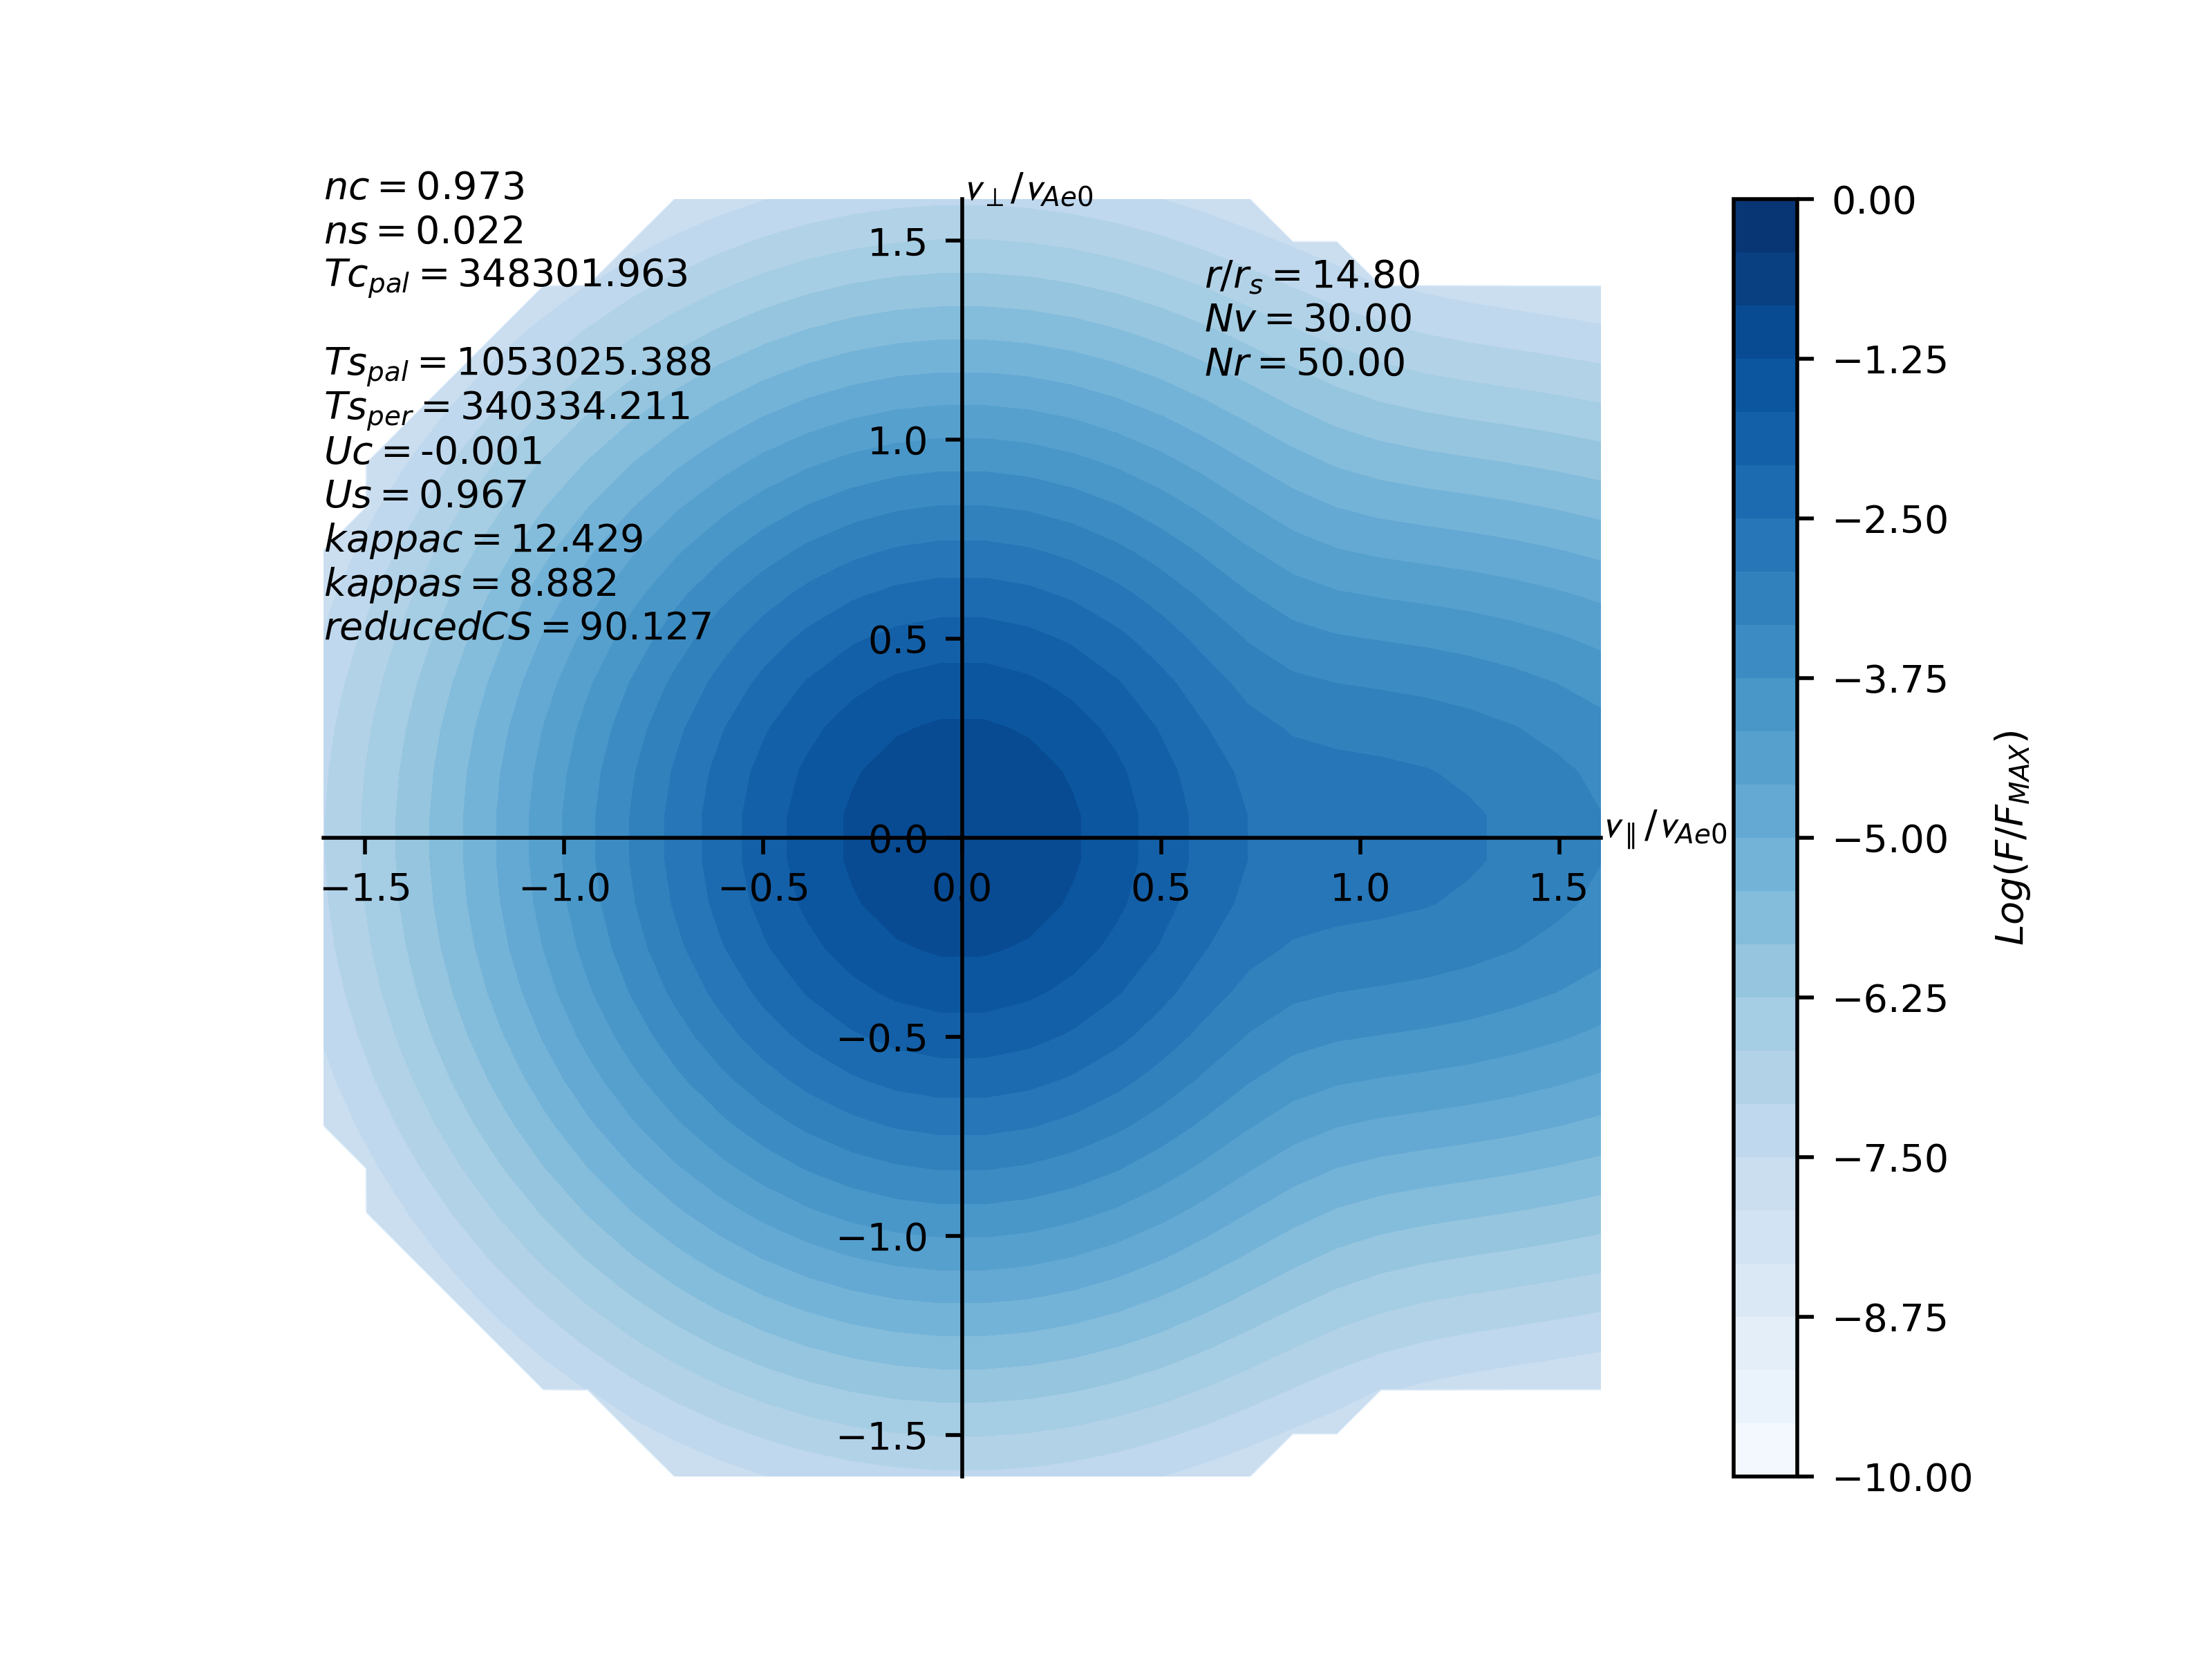 nc = 0.973
ns = 0.022
Tc_pal = 348301.963
Ts_pal = 1053025.388
Ts_per = 340334.211
Uc = -0.001
Us = 0.967
kappac = 12.429
kappas = 8.882
reducedCS = 90.127
v⊥/v_Ae0
r/r_s = 14.80
Nv = 30.00
Nr = 50.00
1.5
1.0
0.5
0.0
−0.5
−1.0
−1.5
−1.5 −1.0 −0.5 0.0 0.5 1.0 1.5
v∥/v_Ae0
0.00
−1.25
−2.50
−3.75
−5.00
−6.25
−7.50
−8.75
−10.00
Log(F/F_MAX)